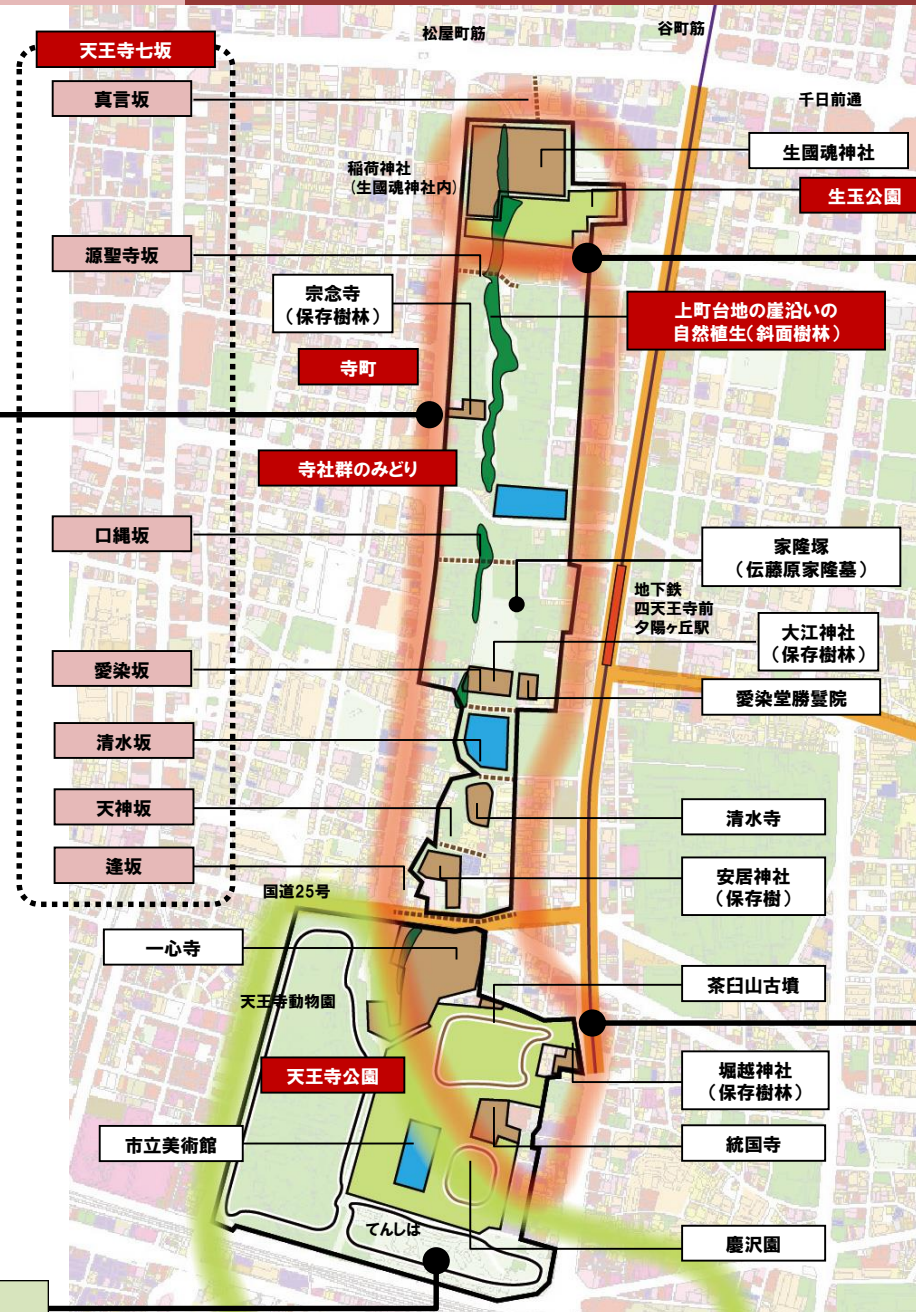 松屋町筋
谷町筋
天王寺七坂
真言坂
千日前通
生國魂神社
稲荷神社
(生國魂神社内)
生玉公園
源聖寺坂
宗念寺
(保存樹林)
上町台地の崖沿いの
自然植生(斜面樹林)
寺町
寺社群のみどり
口縄坂
家隆塚
(伝藤原家隆墓)
地下鉄
四天王寺前
夕陽ヶ丘駅
大江神社
(保存樹林)
愛染坂
愛染堂勝鬘院
清水坂
天神坂
清水寺
逢坂
安居神社
(保存樹)
国道25号
一心寺
茶臼山古墳
天王寺動物園
天王寺公園
堀越神社
(保存樹林)
市立美術館
統国寺
てんしば
慶沢園